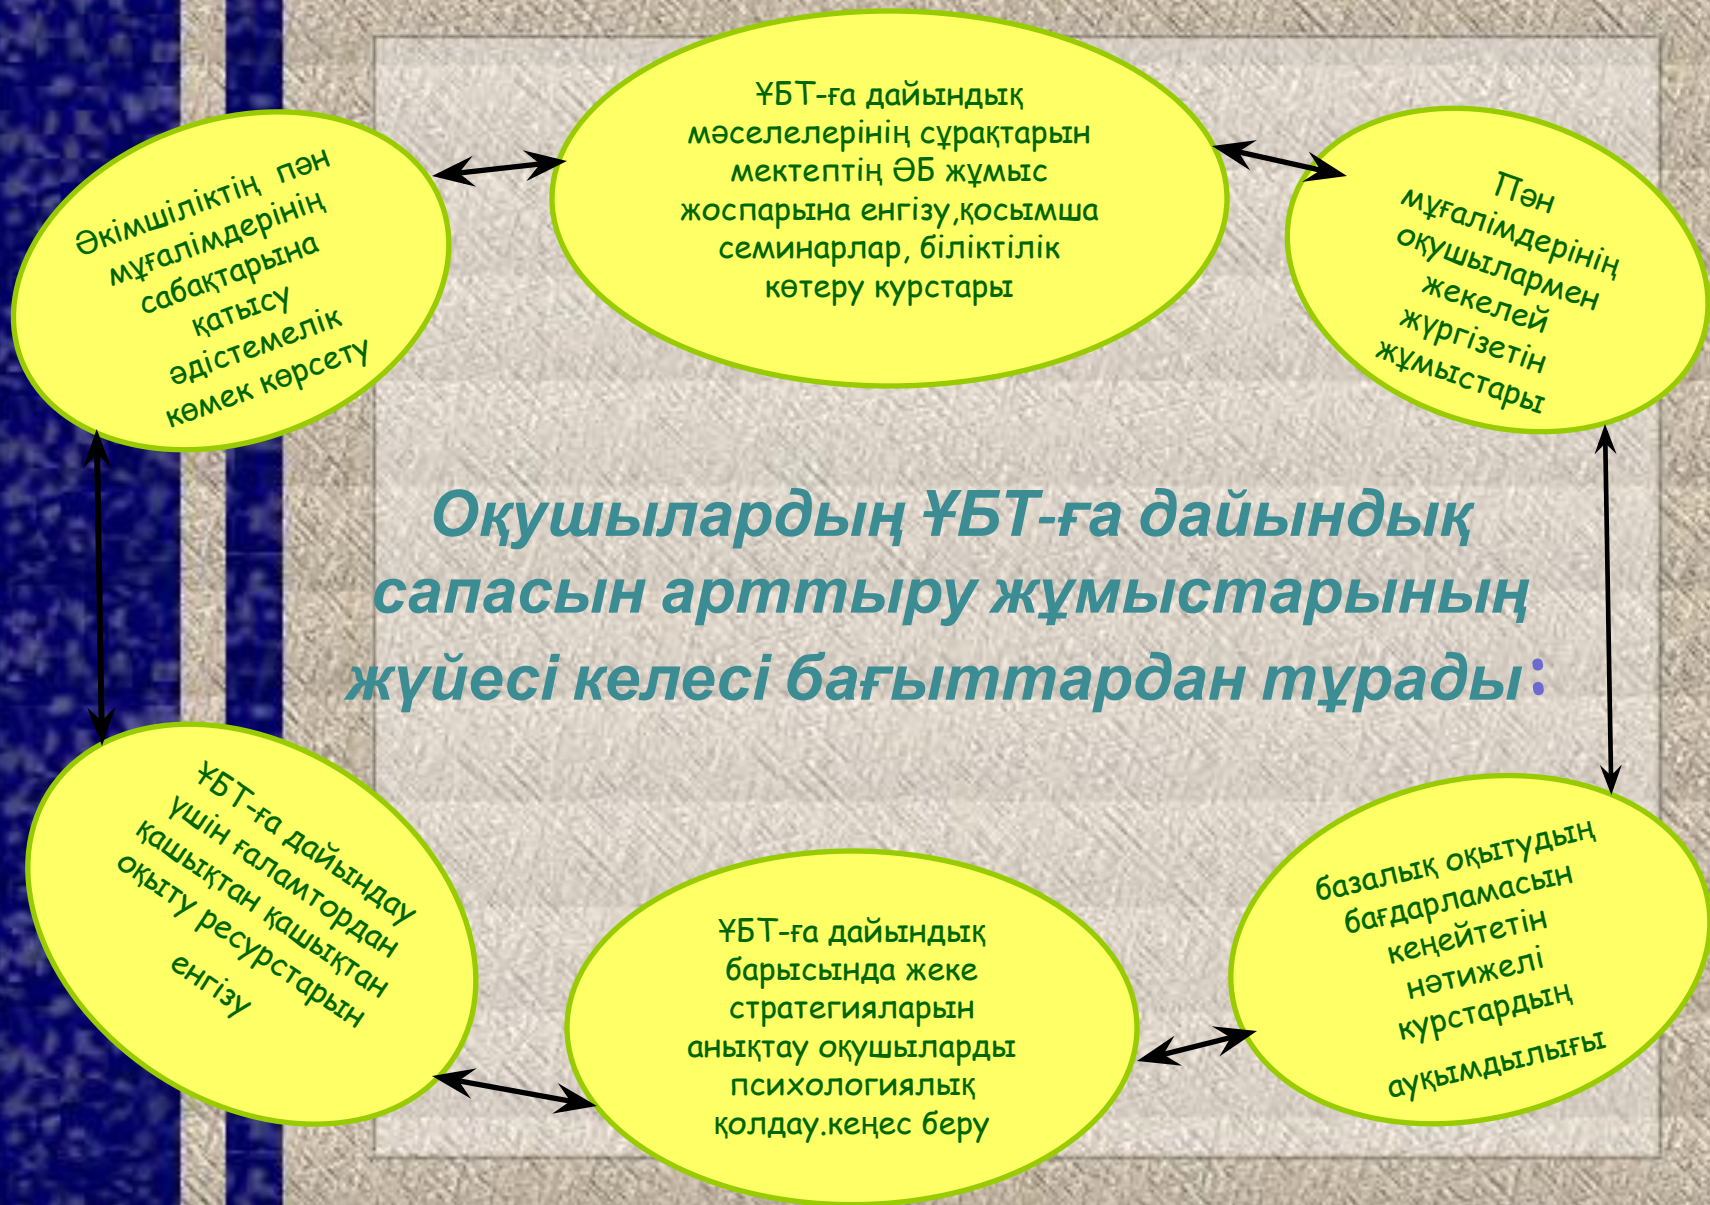 ҰБТ-ға дайындық
мәселелерінің сұрақтарын
мектептің ӘБ жұмыс
жоспарына енгізу,қосымша
семинарлар, біліктілік
көтеру курстары
Әкімшіліктің пән
мұғалімдерінің
сабақтарына
қатысу
әдістемелік
көмек көрсету
Пән
мұғалімдерінің
оқушылармен
жекелей
жүргізетін
жұмыстары
Оқушылардың ҰБТ-ға дайындық
сапасын арттыру жұмыстарының
жүйесі келесі бағыттардан тұрады:
ҰБТ-ға дайындау
үшін ғаламтордан
қашықтан қашықтан
оқыту ресурстарын
енгізу
ҰБТ-ға дайындық
барысында жеке
стратегияларын
анықтау оқушыларды
психологиялық
қолдау.кеңес беру
базалық оқытудың
бағдарламасын
кеңейтетін
нәтижелі
курстардың
ауқымдылығы